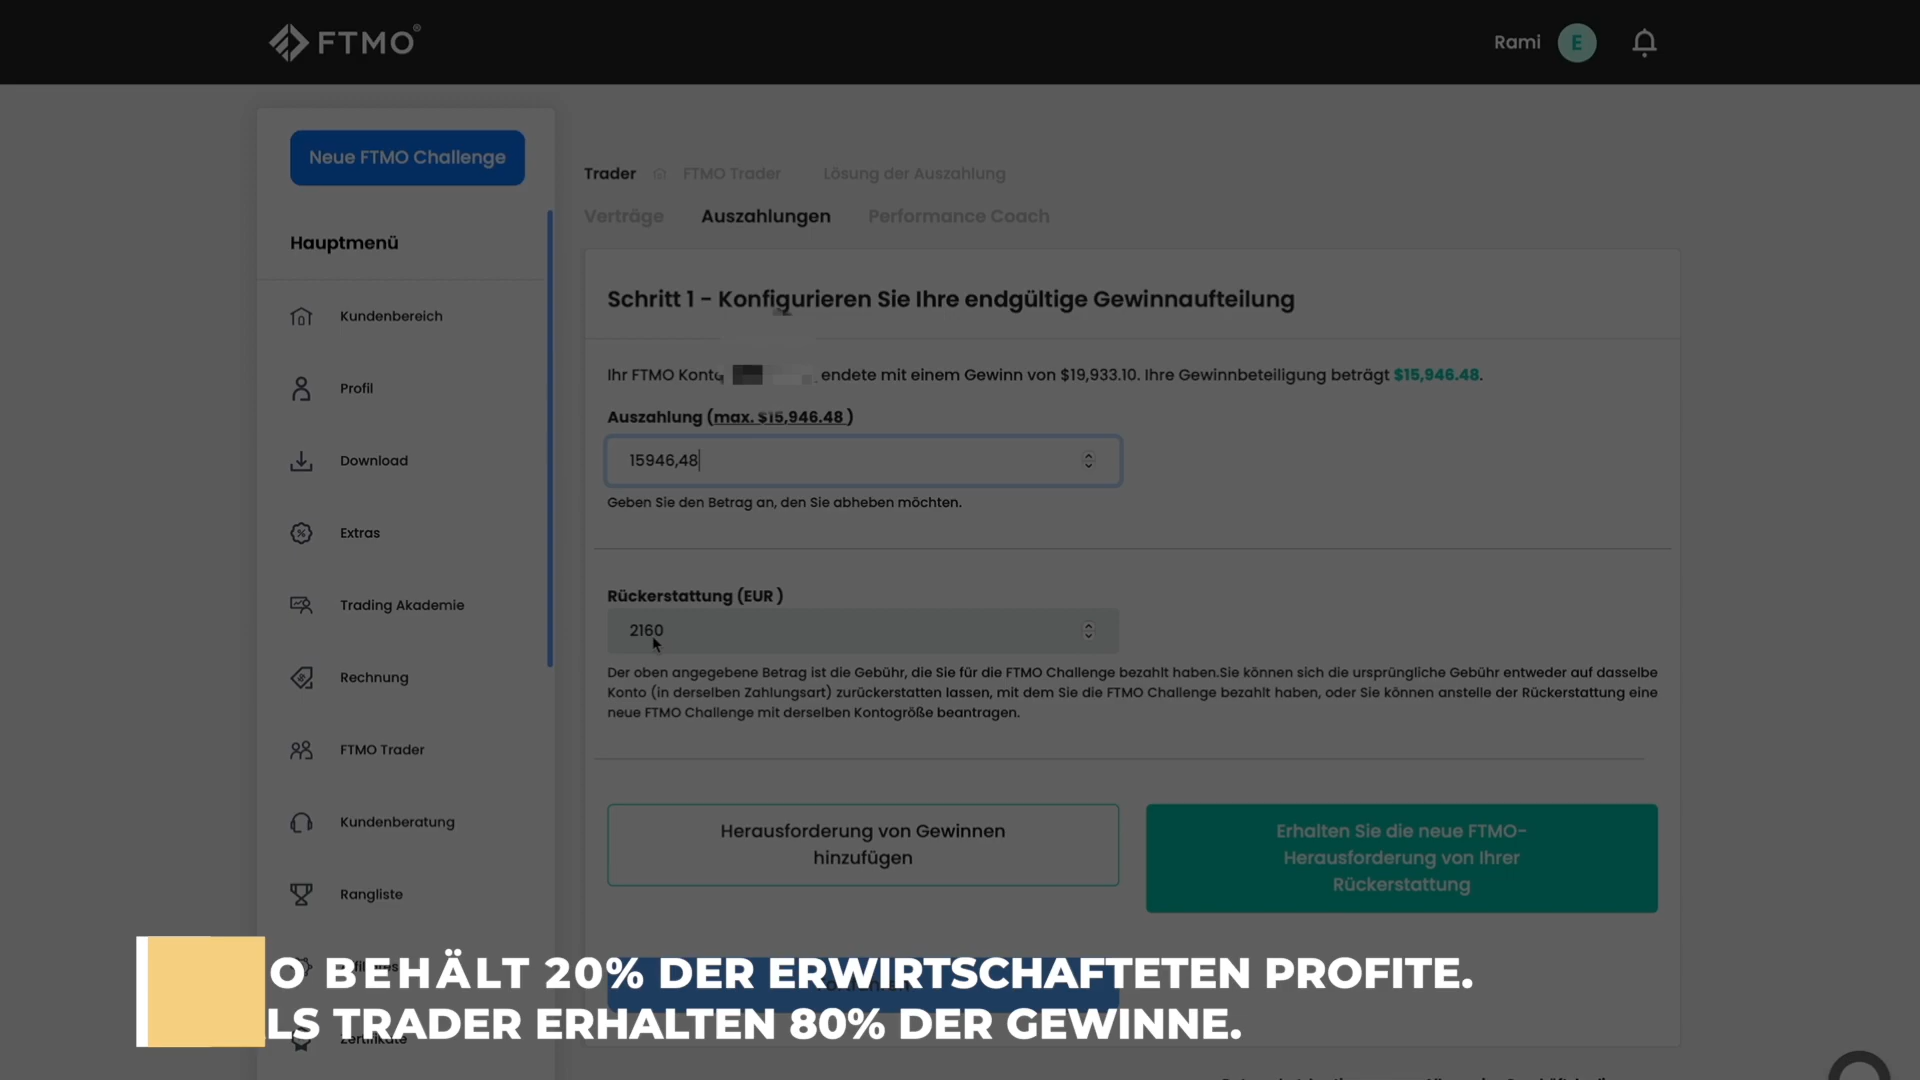 FTMO®
Rami E
Neue FTMO Challenge
Hauptmenü
Kundenbereich
Profil
Download
Extras
Trading Akademie
Rechnung
FTMO Trader
Kundenberatung
Rangliste
Zertifikate
Trader FTMO Trader Lösung der Auszahlung
Verträge Auszahlungen Performance Coach
Schritt 1 - Konfigurieren Sie Ihre endgültige Gewinnaufteilung
Ihr FTMO Konto endete mit einem Gewinn von $19,933.10. Ihre Gewinnbeteiligung beträgt $15,946.48.
Auszahlung (max. $15,946.48 )
15946,48
Geben Sie den Betrag an, den Sie abheben möchten.
Rückerstattung (EUR )
2160
Der oben angegebene Betrag ist die Gebühr, die Sie für die FTMO Challenge bezahlt haben.Sie können sich die ursprüngliche Gebühr entweder auf dasselbe
Konto (in derselben Zahlungsart) zurückerstatten lassen, mit dem Sie die FTMO Challenge bezahlt haben, oder Sie können anstelle der Rückerstattung eine
neue FTMO Challenge mit derselben Kontogröße beantragen.
Herausforderung von Gewinnen
hinzufügen
Erhalten Sie die neue FTMO-
Herausforderung von Ihrer
Rückerstattung
O BEHÄLT 20% DER ERWIRTSCHAFTETEN PROFITE.
LS TRADER ERHALTEN 80% DER GEWINNE.